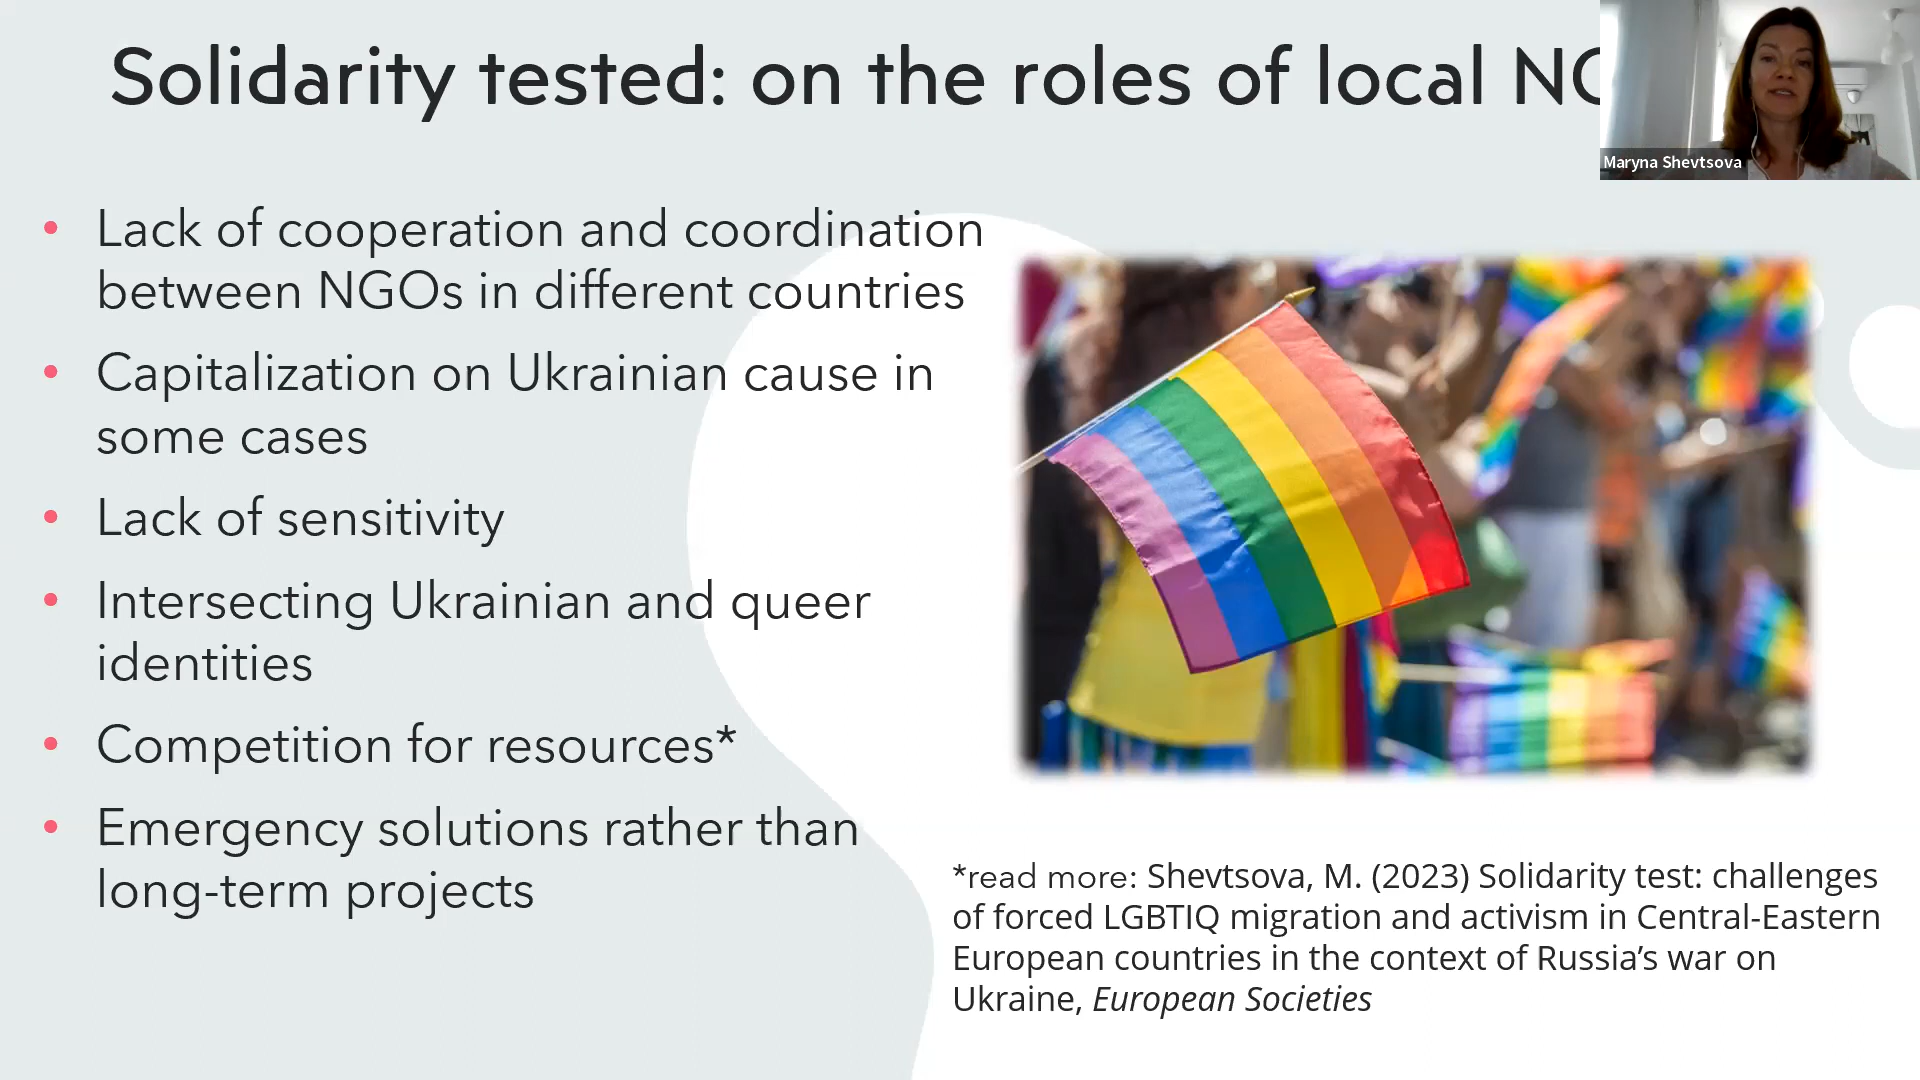 Solidarity tested: on the roles of local
Maryna Shevtsova
• Lack of cooperation and coordination
between NGOs in different countries
• Capitalization on Ukrainian cause in
some cases
• Lack of sensitivity
• Intersecting Ukrainian and queer
identities
• Competition for resources*
• Emergency solutions rather than
long-term projects
*read more: Shevtsova, M. (2023) Solidarity test: challenges
of forced LGBTIQ migration and activism in Central-Eastern
European countries in the context of Russia’s war on
Ukraine, European Societies